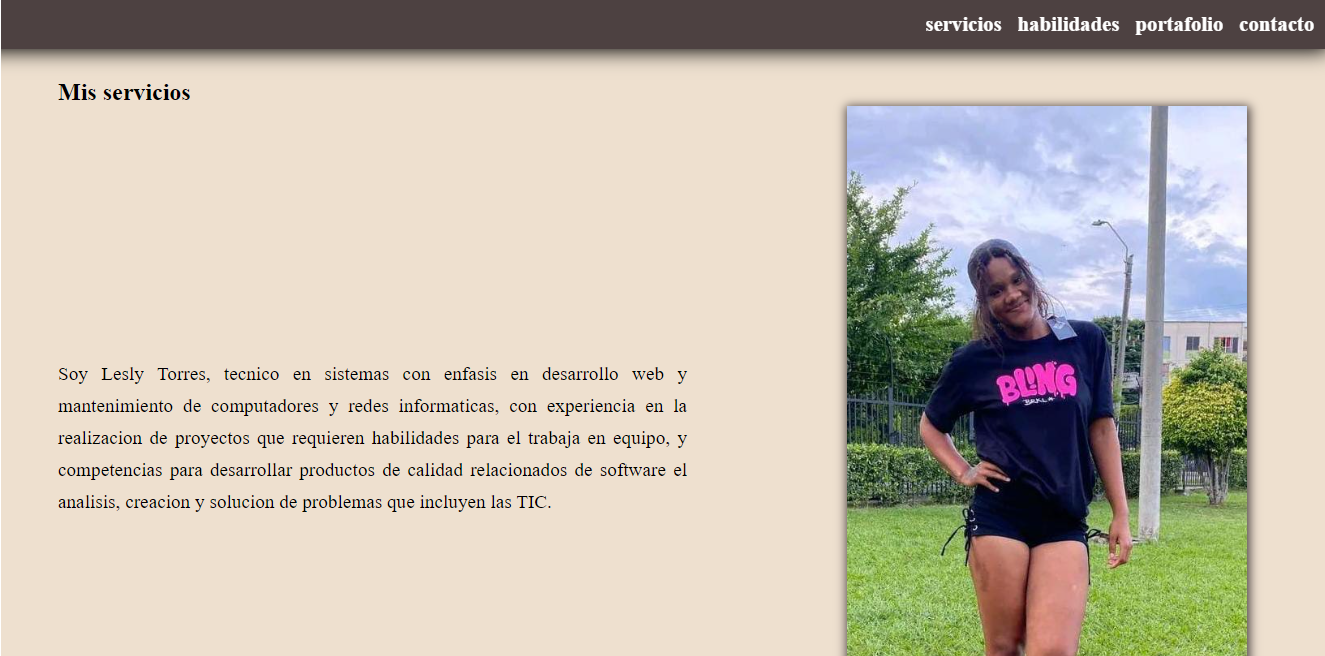 servicios habilidades portafolio contacto
Mis servicios
BLING
Soy Lesly Torres, tecnico en sistemas con enfasis en desarrollo web y
mantenimiento de computadores y redes informaticas, con experiencia en la
realizacion de proyectos que requieren habilidades para el trabaja en equipo, y
competencias para desarrollar productos de calidad relacionados de software el
analisis, creacion y solucion de problemas que incluyen las TIC.